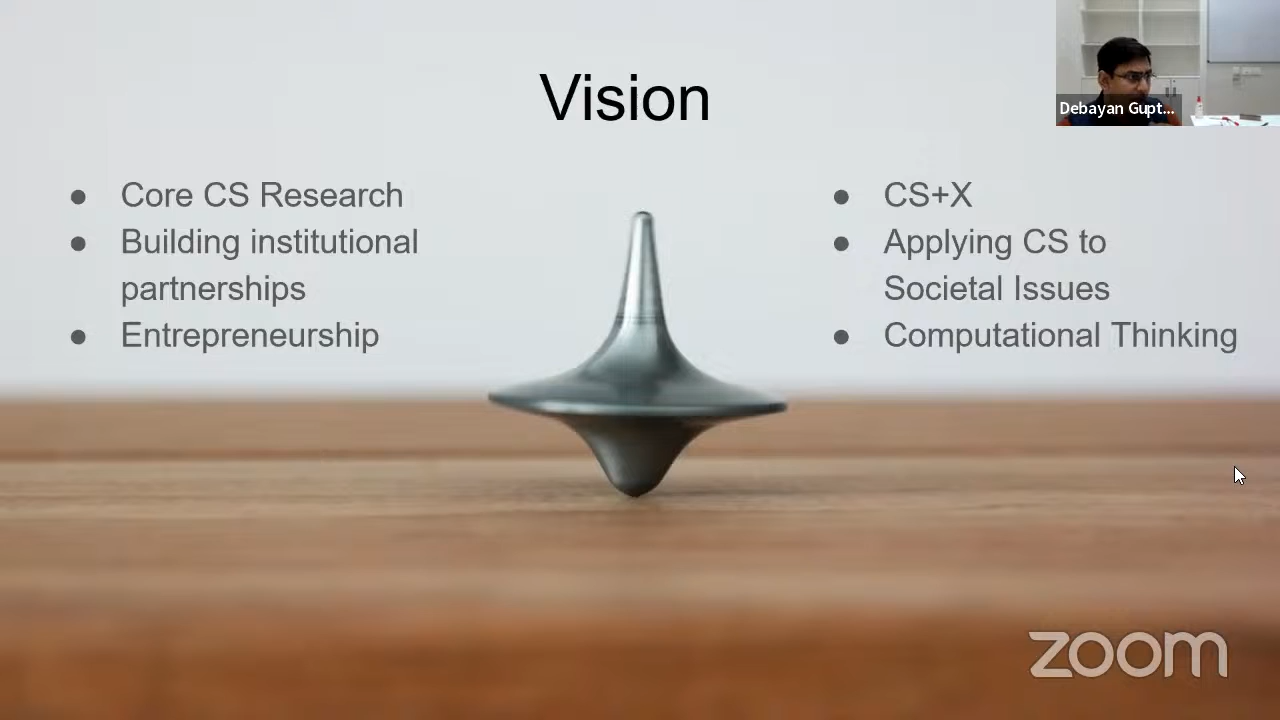 Vision
Debayan Gupt...
● Core CS Research
● Building institutional
partnerships
● Entrepreneurship
● CS+X
● Applying CS to
Societal Issues
● Computational Thinking
zoom